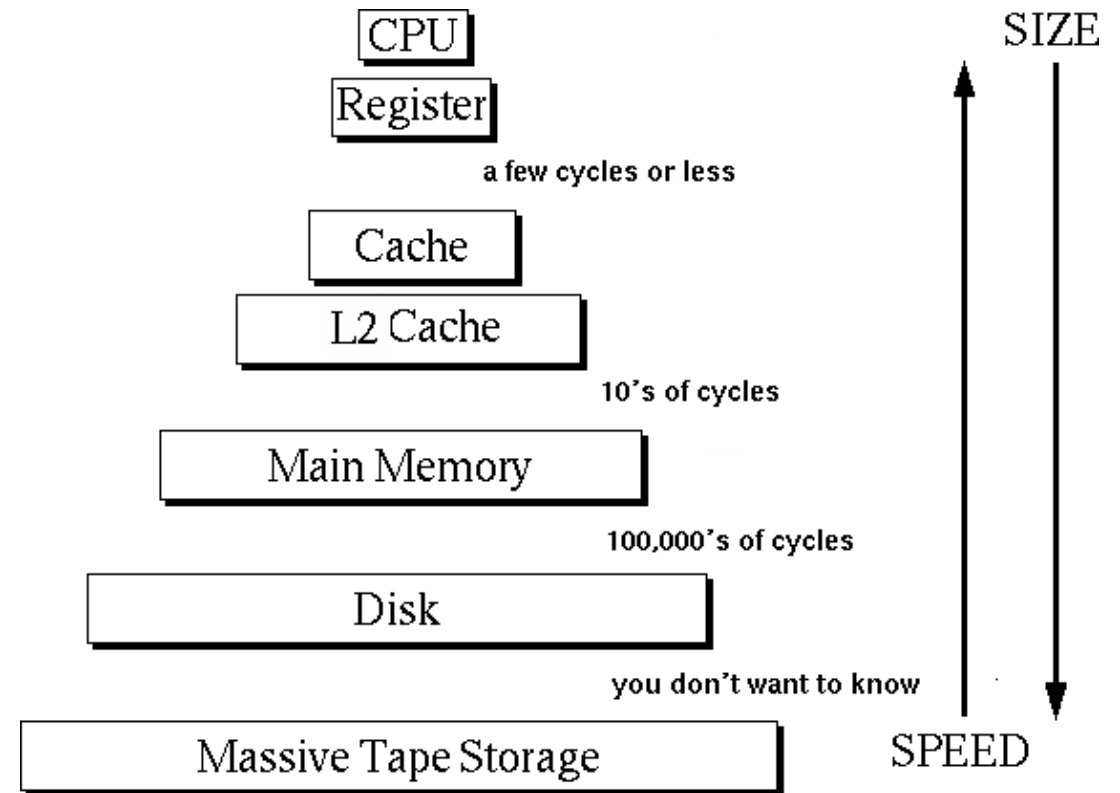 CPU
SIZE
Register
a few cycles or less
Cache
L2 Cache
10's of cycles
Main Memory
100,000's of cycles
Disk
you don't want to know
Massive Tape Storage
SPEED